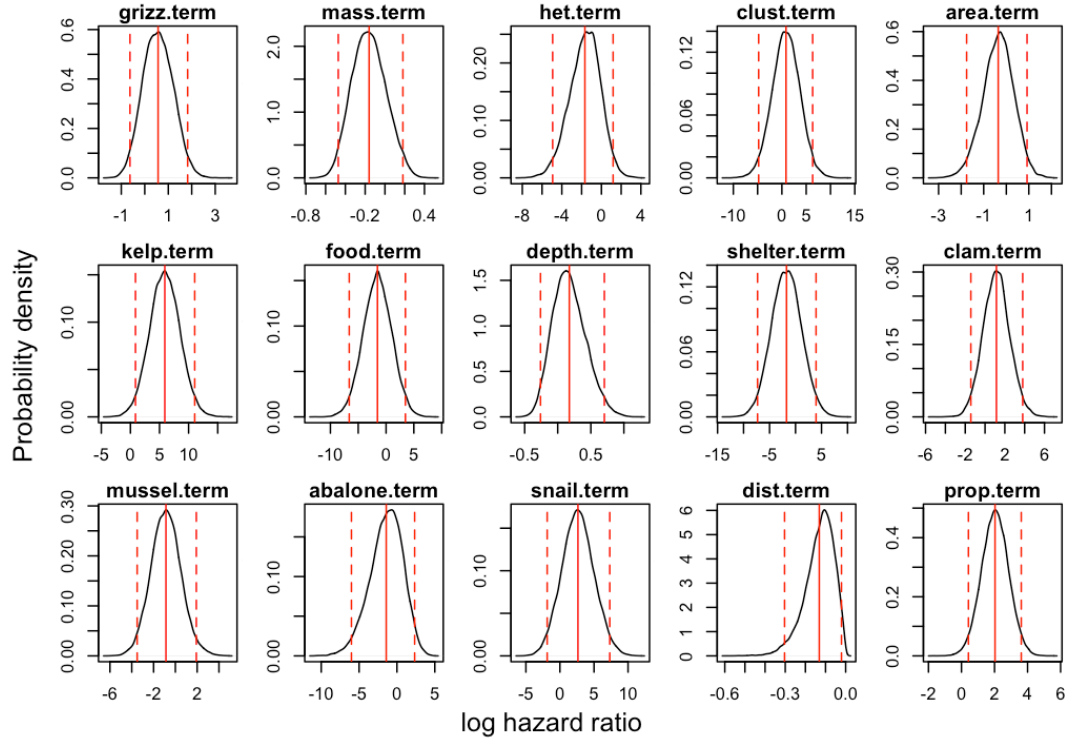 grizz.term mass.term het.term clust.term area.term
0.0 0.2 0.4 0.6 0.0 1.0 2.0 0.00 0.10 0.20 0.00 0.06 0.12 0.0 0.2 0.4 0.6
-1 1 3 -0.8 -0.2 0.4 -8 -4 0 4 -10 0 5 15 -3 -1 1
kelp.term food.term depth.term shelter.term clam.term
0.00 0.10 0.00 0.10 0.0 0.5 1.0 1.5 0.00 0.06 0.12 0.00 0.15 0.30
-5 0 5 10 -10 0 -0.5 0.5 -15 -5 5 -6 -2 2 6
mussel.term abalone.term snail.term dist.term prop.term
0.00 0.10 0.20 0.30 0.00 0.10 0.00 0.10 0 1 2 3 4 5 6 0.0 0.2 0.4
-6 -2 2 -10 -5 0 5 -5 0 5 10 -0.6 -0.3 0.0 -2 0 2 4 6
Probability density
log hazard ratio